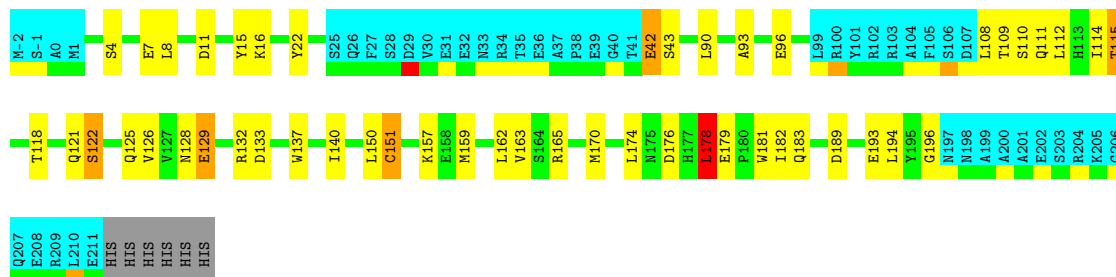 M-2 S-1 A0 M1 S4 E7 L8 D11 Y15 K16 Y22 S25 Q26 F27 S28 D29 V30 E31 E32 N33 R34 T35 E36 A37 P38 E39 G40 T41 E42 S43 L90 A93 E96 L99 R100 Y101 R102 R103 A104 F105 S106 D107 L108 T109 S110 Q111 L112 H113 I114 T115
T118 Q121 S122 Q125 V126 V127 N128 E129 R132 D133 W137 I140 L150 C151 K157 E158 M159 L162 V163 S164 R165 M170 L174 N175 D176 H177 L178 E179 P180 W181 I182 Q183 D189 E193 L194 Y195 G196 N197 N198 A199 A200 A201 E202 S203 R204 K205 G206
Q207 E208 R209 L210 E211 HIS HIS HIS HIS HIS HIS